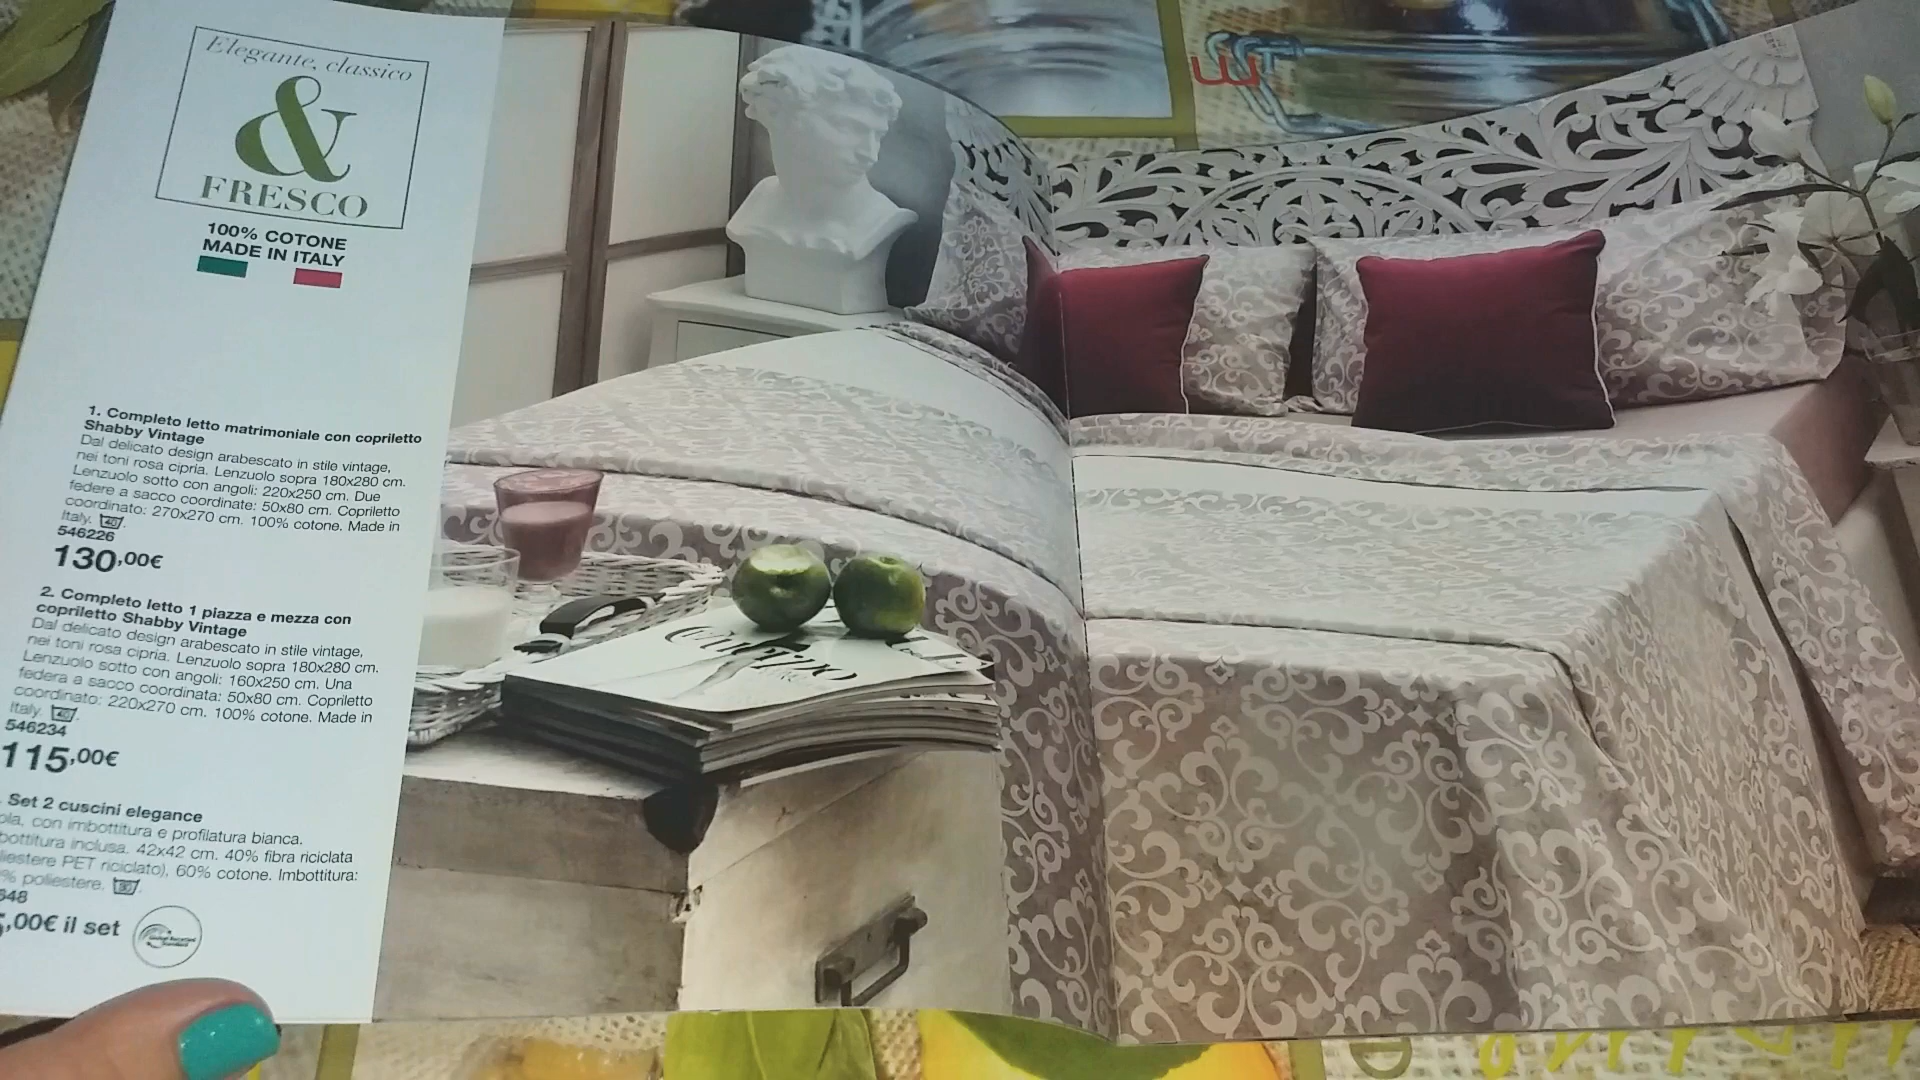 Elegante, classico
&
FRESCO
100% COTONE
MADE IN ITALY
1. Completo letto matrimoniale con copriletto
Shabby Vintage
Dal delicato design arabescato in stile vintage,
nei toni rosa cipria. Lenzuolo sopra 180x280 cm.
Lenzuolo sotto con angoli: 220x250 cm. Due
federe a sacco coordinate: 50x80 cm. Copriletto
coordinato: 270x270 cm. 100% cotone. Made in
Italy. 40.
546226
130,00€
2. Completo letto 1 piazza e mezza con
copriletto Shabby Vintage
Dal delicato design arabescato in stile vintage,
nei toni rosa cipria. Lenzuolo sopra 180x280 cm.
Lenzuolo sotto con angoli: 160x250 cm. Una
federa a sacco coordinata: 50x80 cm. Copriletto
coordinato: 220x270 cm. 100% cotone. Made in
Italy. 40.
546234
115,00€
Set 2 cuscini elegance
con imbottitura e profilatura bianca.
inclusa. 42x42 cm. 40% fibra riciclata
PET riciclato), 60% cotone. Imbottitura:
% poliestere. 30.
648
,00€ il set